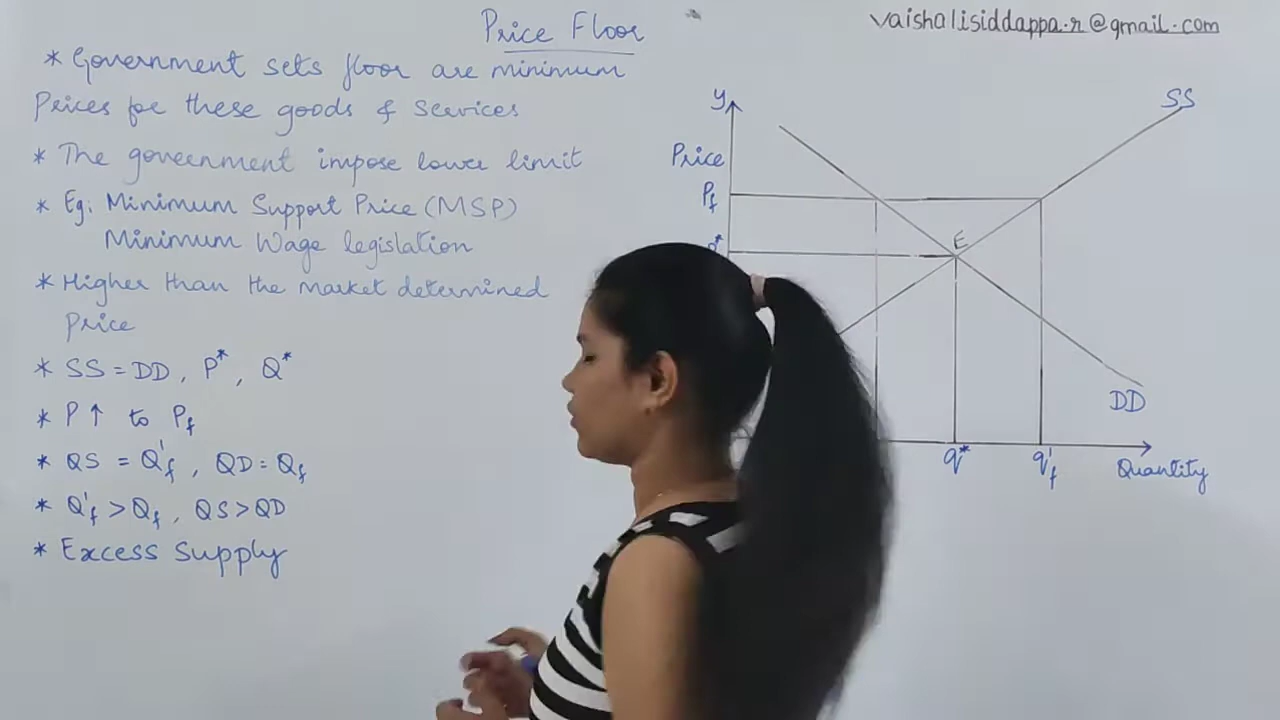 Price Floor
vaishalisiddappa.r@gmail.com
* Government sets floor are minimum
Prices for these goods & services
* The government impose lower limit
* Eg: Minimum Support Price (MSP)
Minimum Wage legislation
* Higher than the market determined
Price
* SS = DD, P*, Q*
* P ↑ to Pf
* QS = Q'f, QD = Qf
* Q'f > Qf, QS > QD
* Excess Supply
y
SS
Price
Pf
E
DD
q*
q'f
Quantity